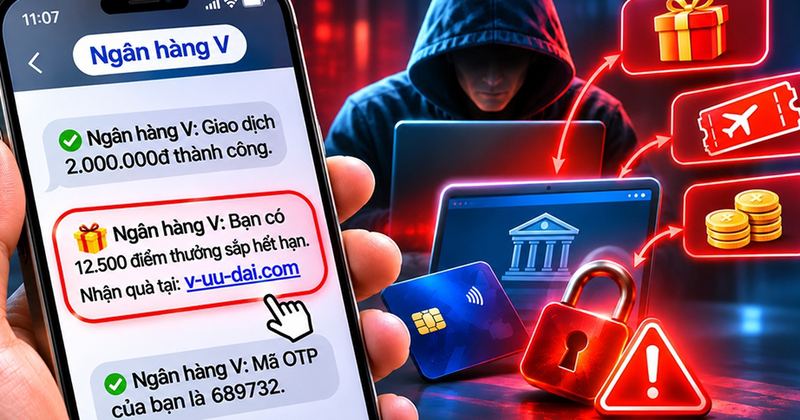 11:07
Ngân hàng V
Ngân hàng V: Giao dịch
2.000.000đ thành công.
Ngân hàng V: Bạn có
12.500 điểm thưởng sắp hết hạn.
Nhận quà tại: v-uu-dai.com
Ngân hàng V: Mã OTP
của bạn là 689732.